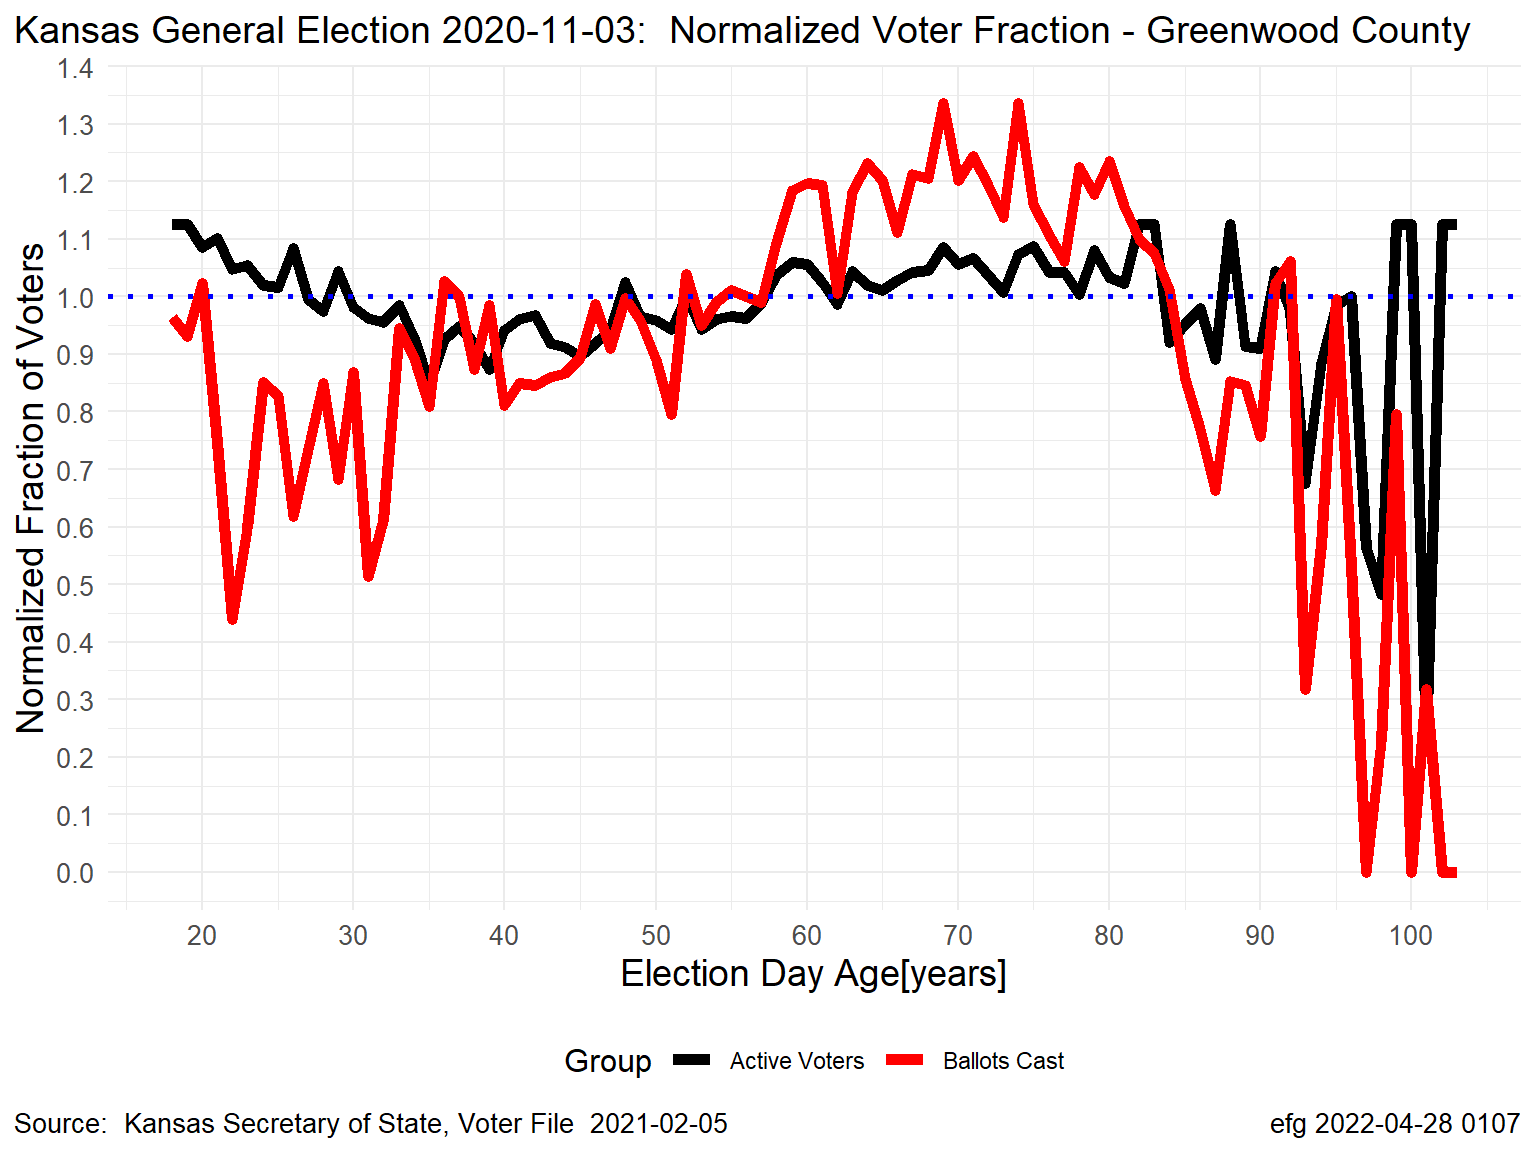 Kansas General Election 2020-11-03:  Normalized Voter Fraction - Greenwood County
Normalized Fraction of Voters
1.4
1.3
1.2
1.1
1.0
0.9
0.8
0.7
0.6
0.5
0.4
0.3
0.2
0.1
0.0
20 30 40 50 60 70 80 90 100
Election Day Age[years]
Group Active Voters Ballots Cast
Source:  Kansas Secretary of State, Voter File  2021-02-05
efg 2022-04-28 0107